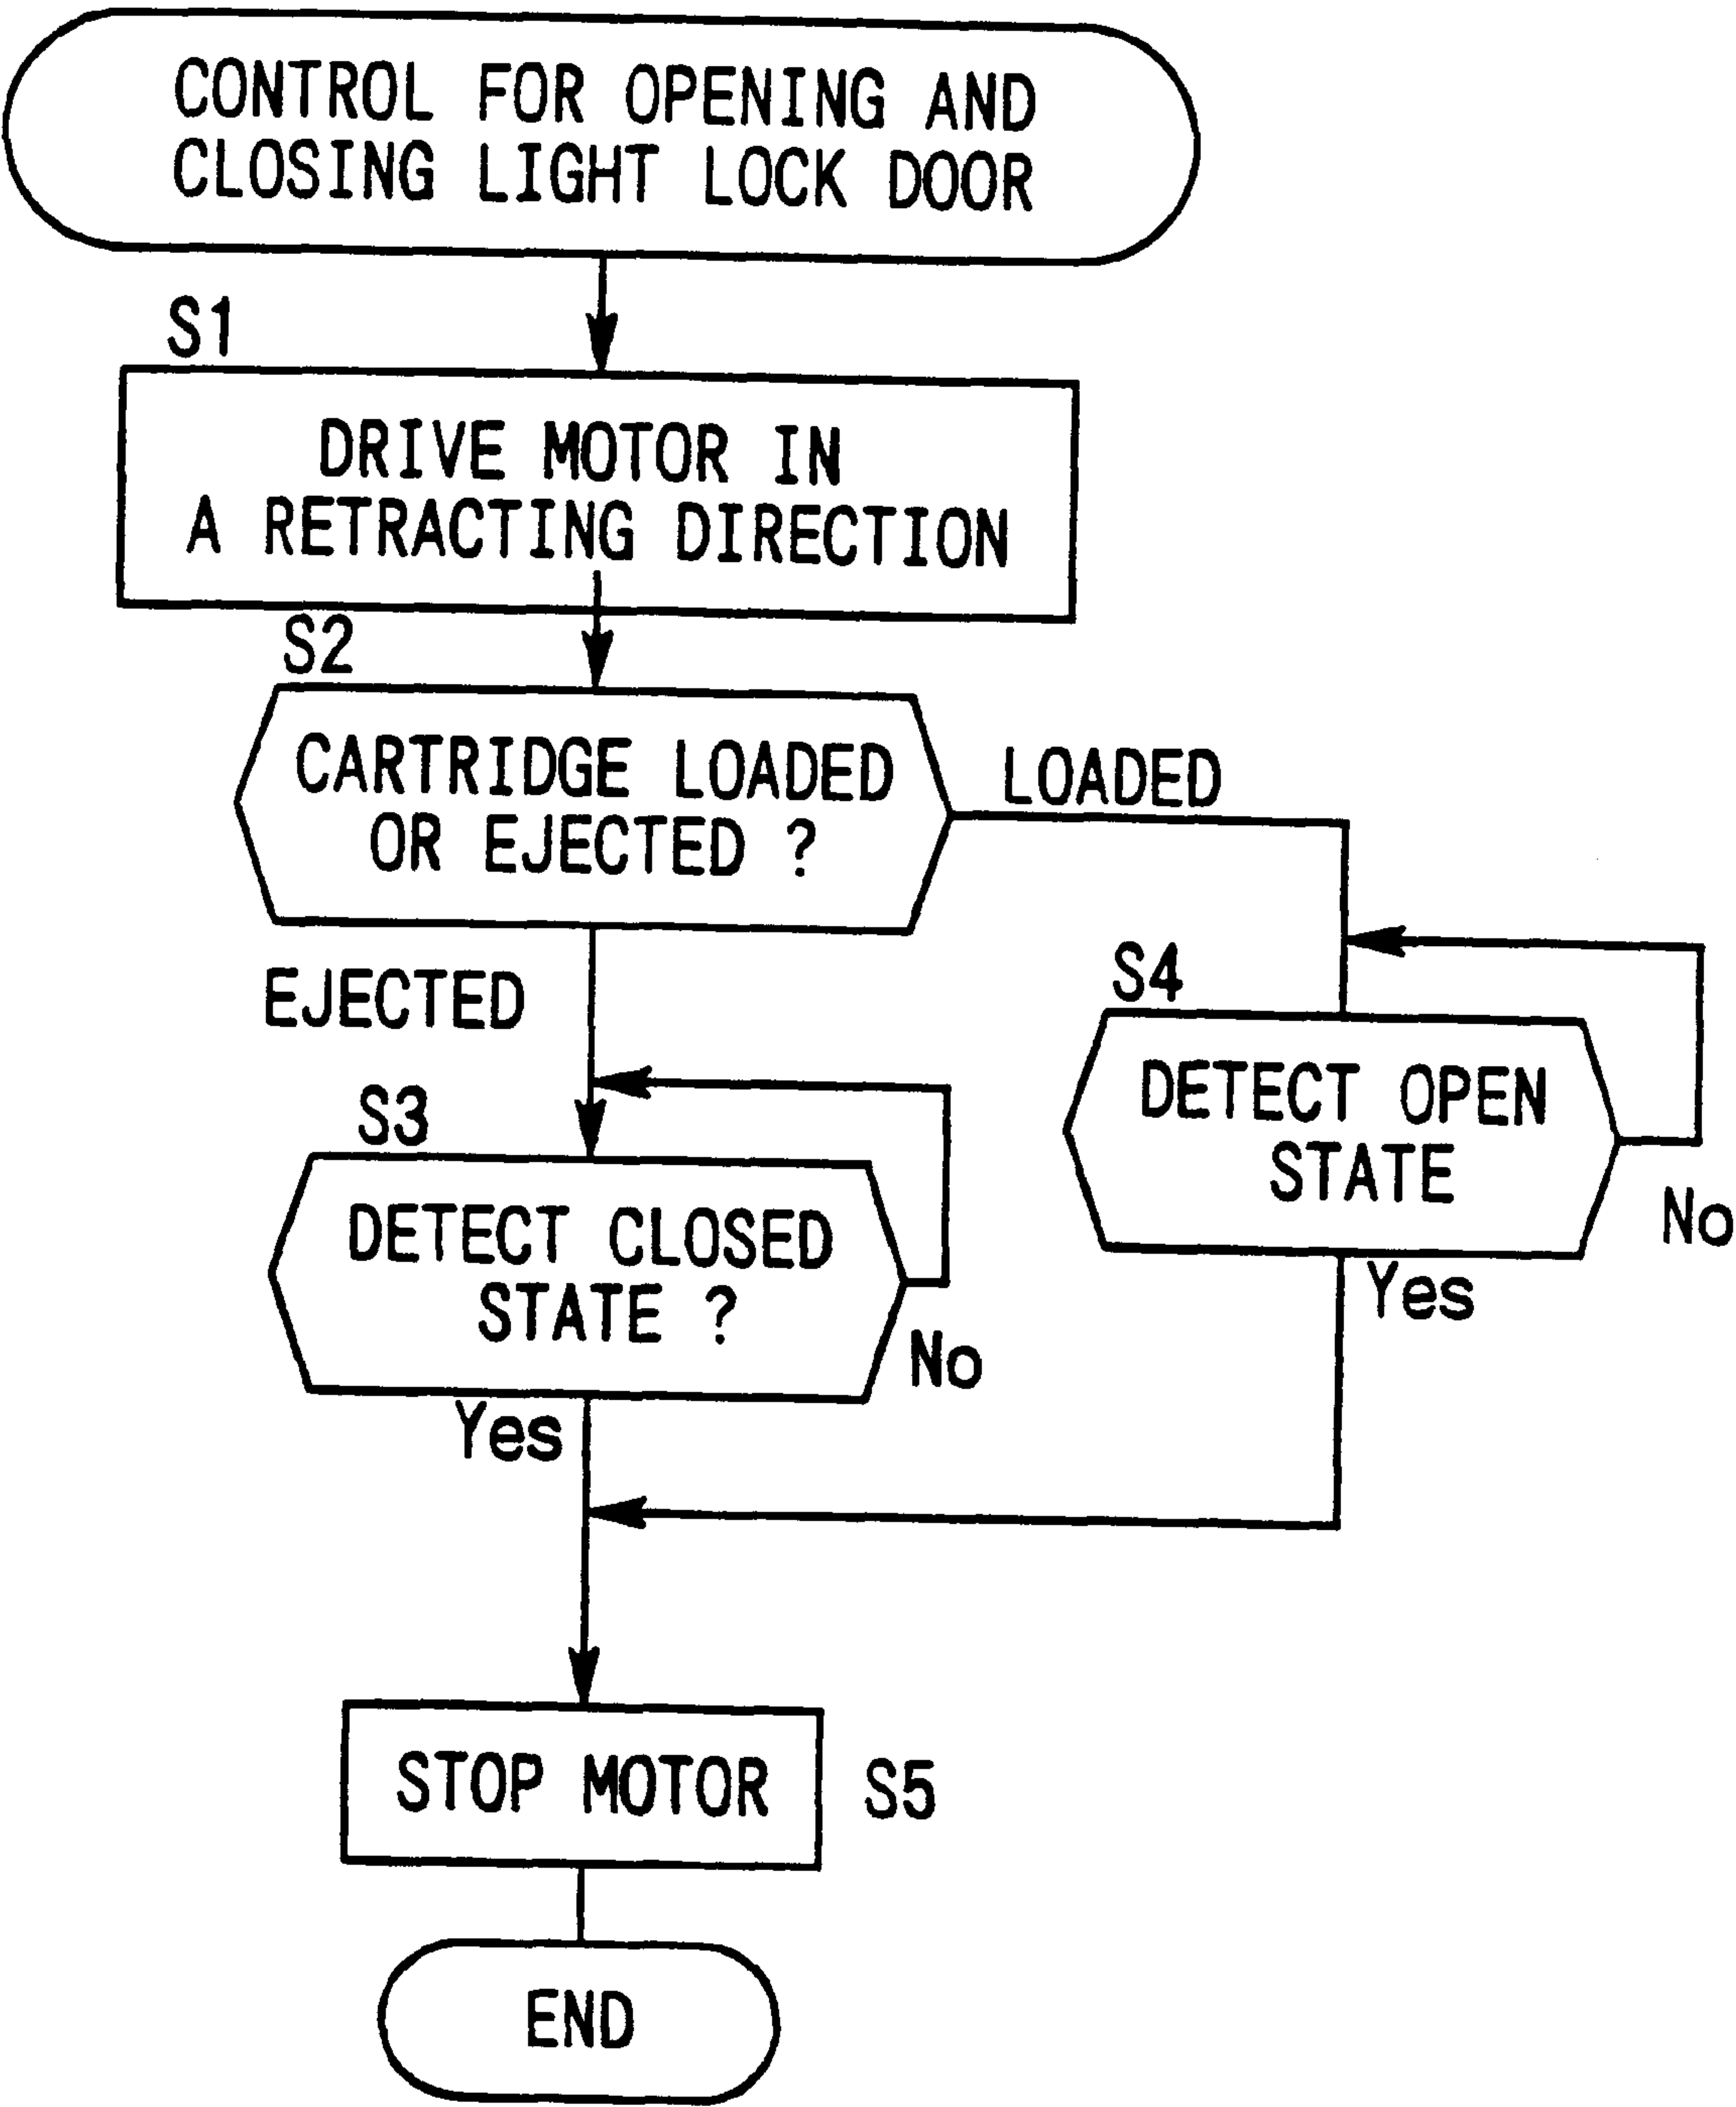 CONTROL FOR OPENING AND
CLOSING LIGHT LOCK DOOR
S1
DRIVE MOTOR IN
A RETRACTING DIRECTION
S2
CARTRIDGE LOADED
OR EJECTED ?
LOADED
EJECTED
S4
DETECT OPEN
STATE
No
Yes
S3
DETECT CLOSED
STATE ?
No
Yes
STOP MOTOR
S5
END